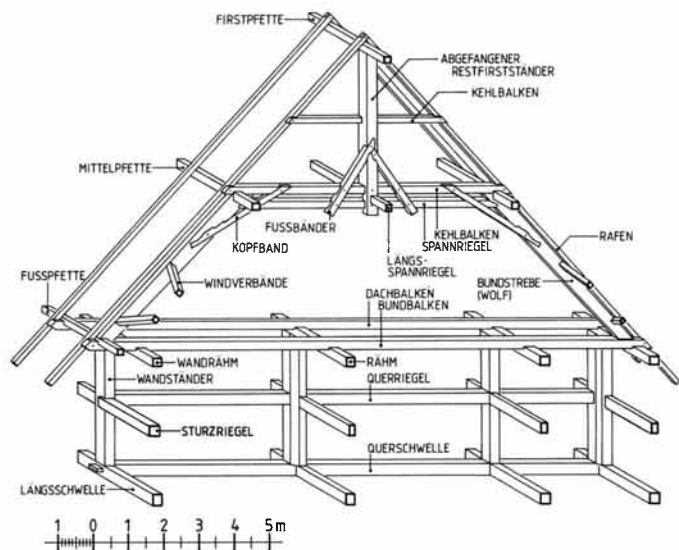 FIRSTPFETTE
ABGEFANGENER
RESTFIRSTSTÄNDER
KEHLBALKEN
MITTELPFETTE
FUSSBÄNDER
KEHLBALKEN
KOPFBAND
SPANNRIEGEL
RAFEN
LÄNGS-
SPANNRIEGEL
FUSSPFETTE
WINDVERBÄNDE
BUNDSTREBE
(WOLF)
DACHBALKEN
BUNDBALKEN
WANDRÄHM
RÄHM
WANDSTÄNDER
QUERRIEGEL
STURZRIEGEL
QUERSCHWELLE
LÄNGSSCHWELLE
1 0 1 2 3 4 5m